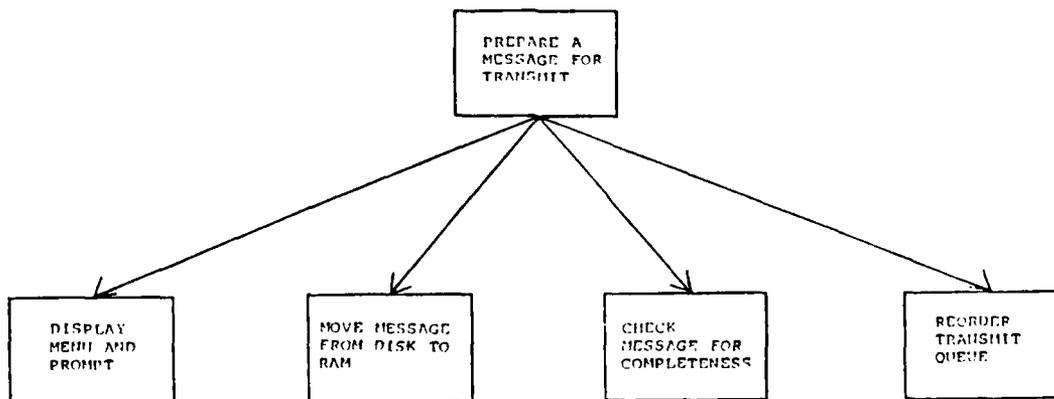 PREPARE A
MESSAGE FOR
TRANSMIT
DISPLAY
MENU AND
PROMPT
MOVE MESSAGE
FROM DISK TO
RAM
CHECK
MESSAGE FOR
COMPLETENESS
REORDER
TRANSMIT
QUEUE